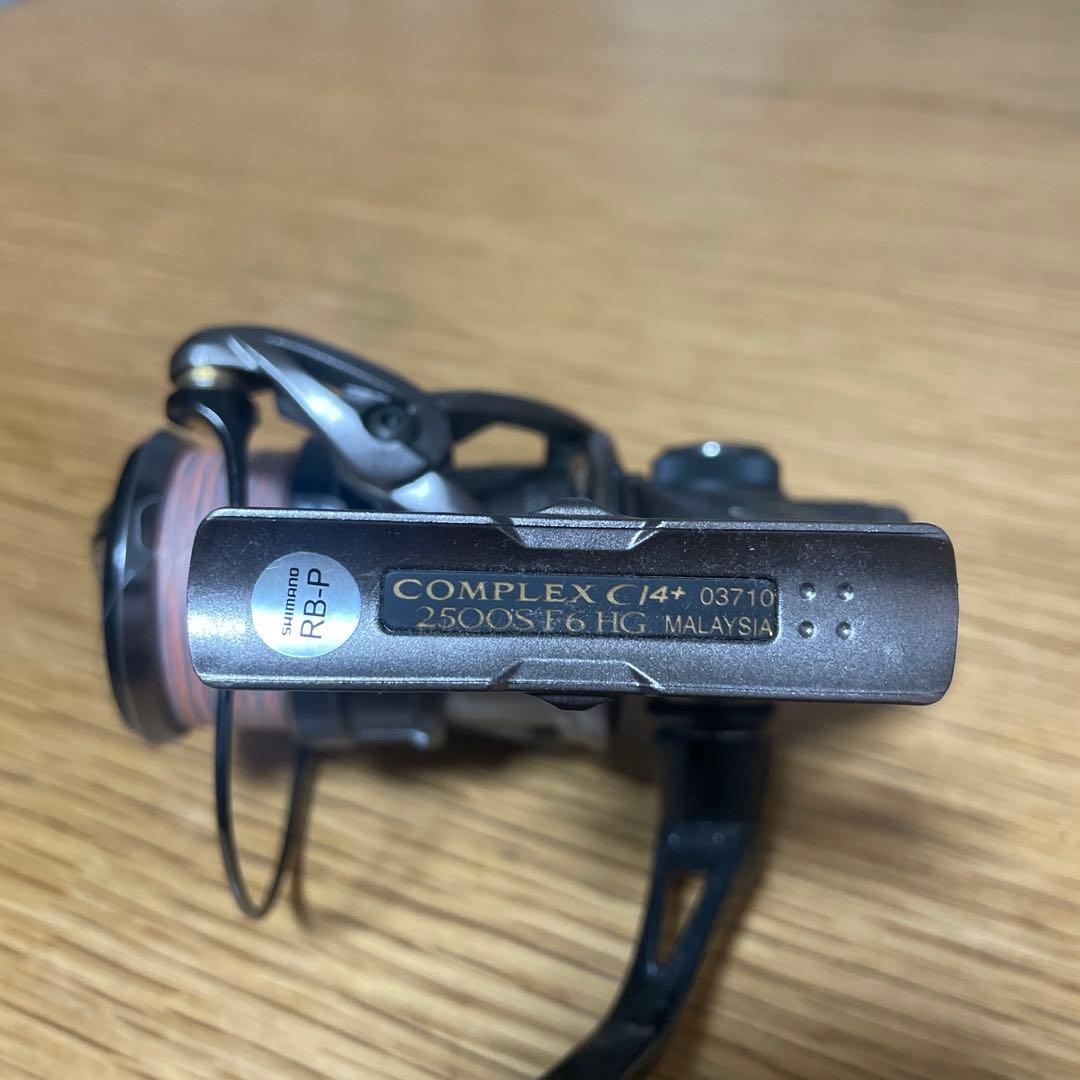 SHIMANO
RB-P
COMPLEX CI4+ 03710
2500S F6 HG MALAYSIA